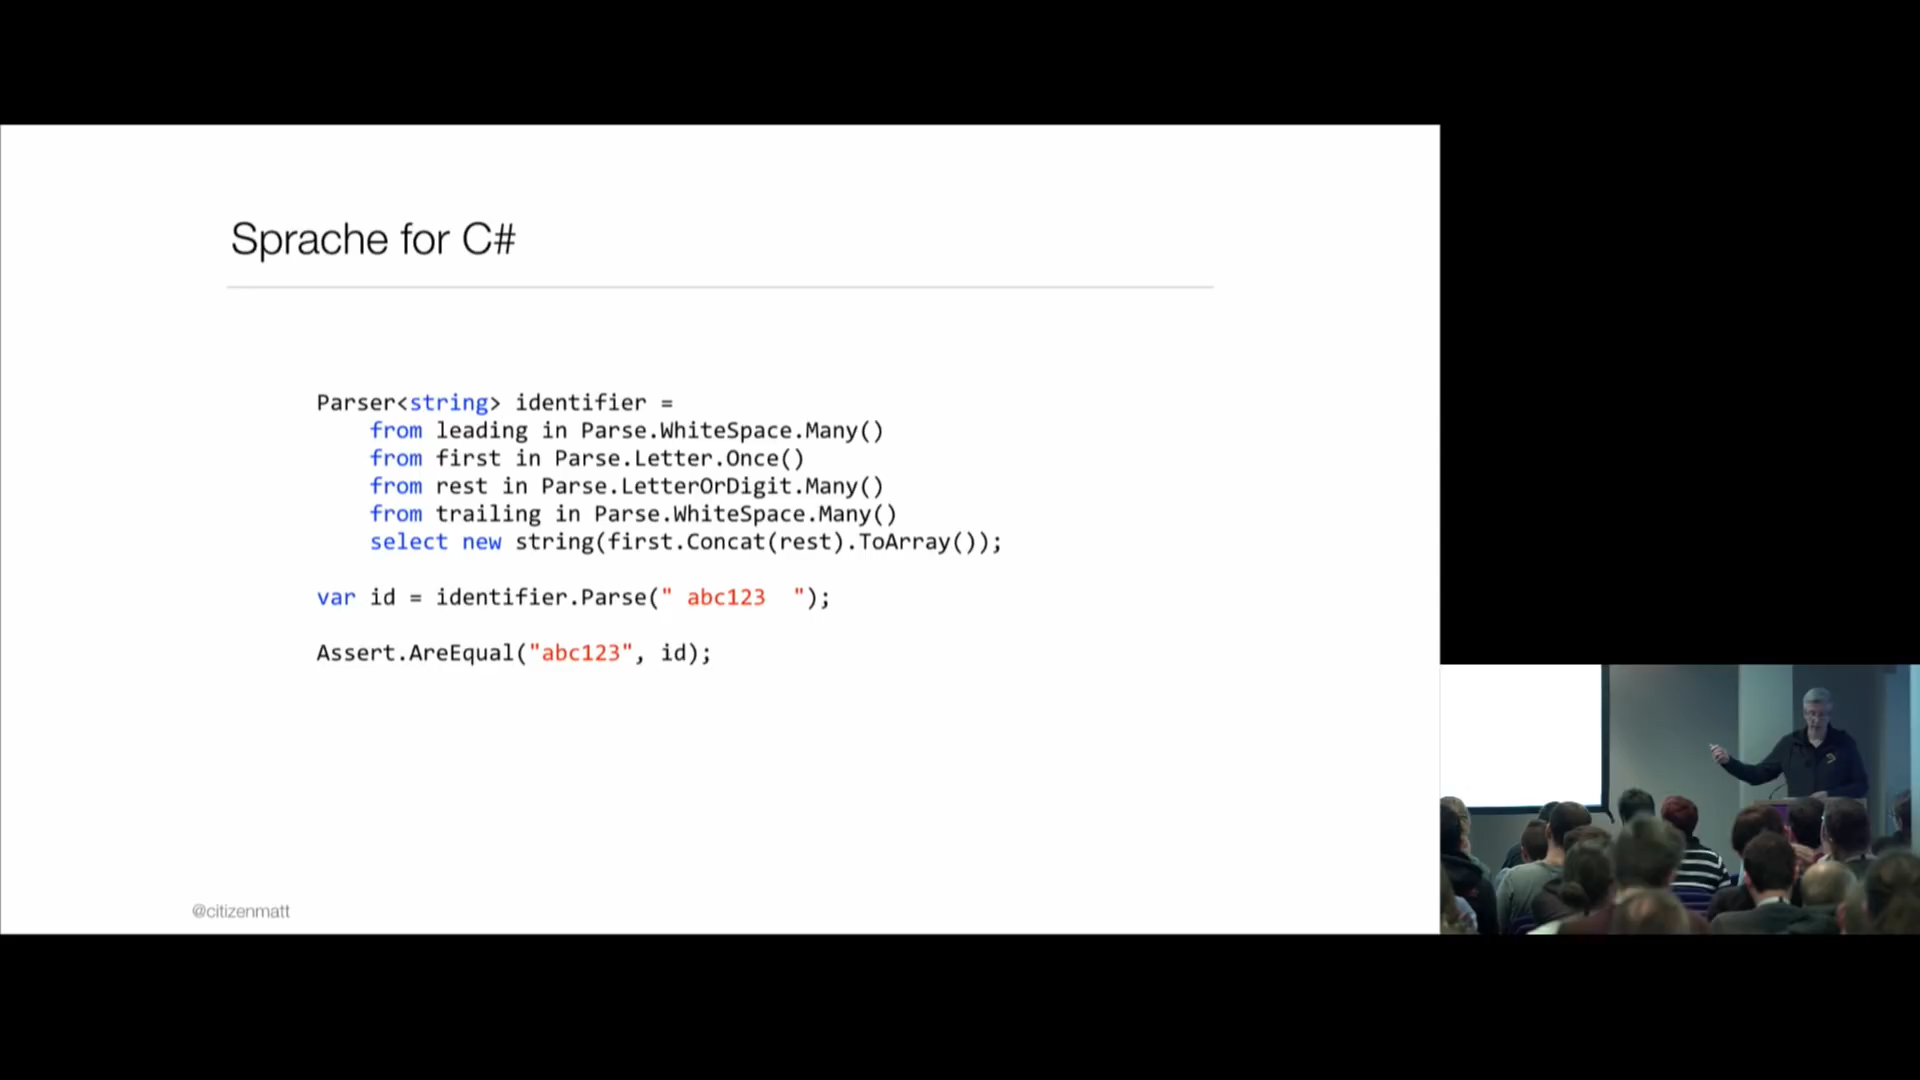 Sprache for C#
Parser<string> identifier =
    from leading in Parse.WhiteSpace.Many()
    from first in Parse.Letter.Once()
    from rest in Parse.LetterOrDigit.Many()
    from trailing in Parse.WhiteSpace.Many()
    select new string(first.Concat(rest).ToArray());
var id = identifier.Parse(" abc123  ");
Assert.AreEqual("abc123", id);
@citizenmatt